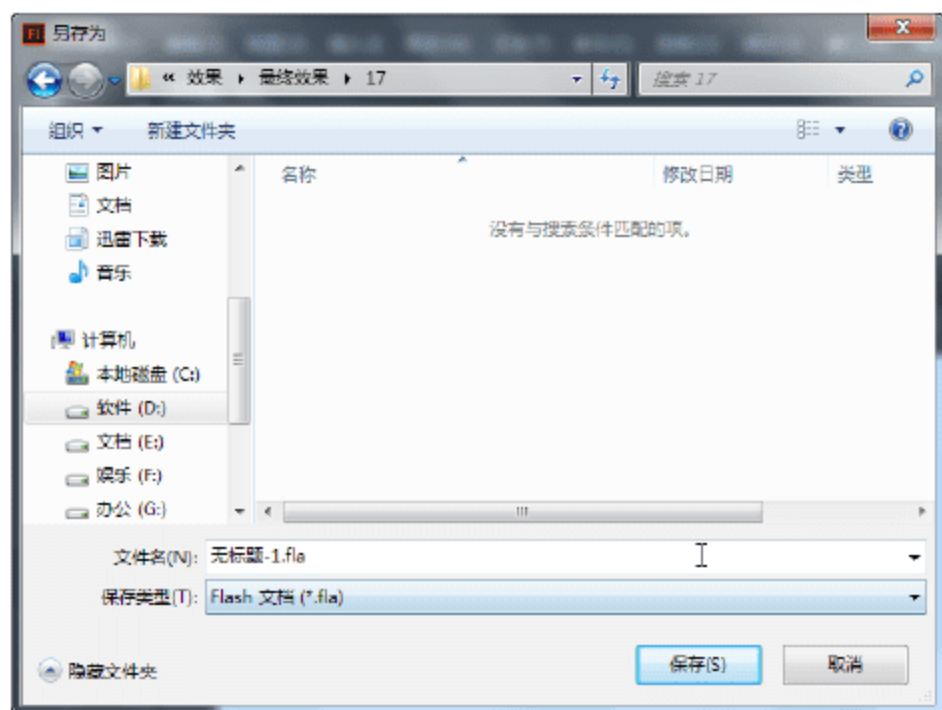 Fl 另存为
« 效果 ▸ 最终效果 ▸ 17 搜索 17
组织 新建文件夹
名称 修改日期 类型
没有与搜索条件匹配的项。
图片
文档
迅雷下载
音乐
计算机
本地磁盘 (C:)
软件 (D:)
文档 (E:)
娱乐 (F:)
办公 (G:)
文件名(N): 无标题-1.fla
保存类型(T): Flash 文档 (*.fla)
隐藏文件夹 保存(S) 取消